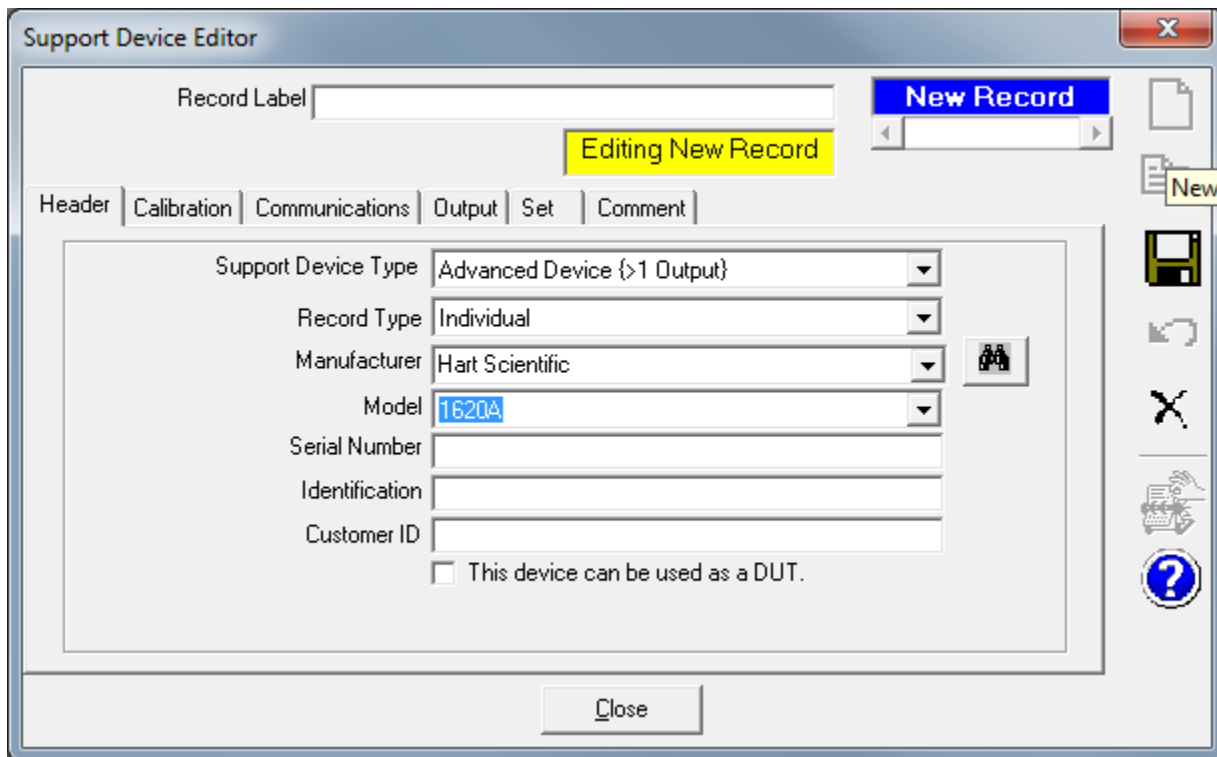 Support Device Editor
Record Label
New Record
Editing New Record
New
Header Calibration Communications Output Set Comment
Support Device Type Advanced Device {>1 Output}
Record Type Individual
Manufacturer Hart Scientific
Model 1620A
Serial Number
Identification
Customer ID
This device can be used as a DUT.
Close